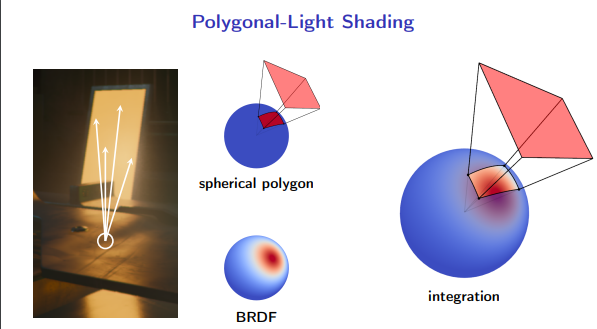 Polygonal-Light Shading
spherical polygon
BRDF
integration